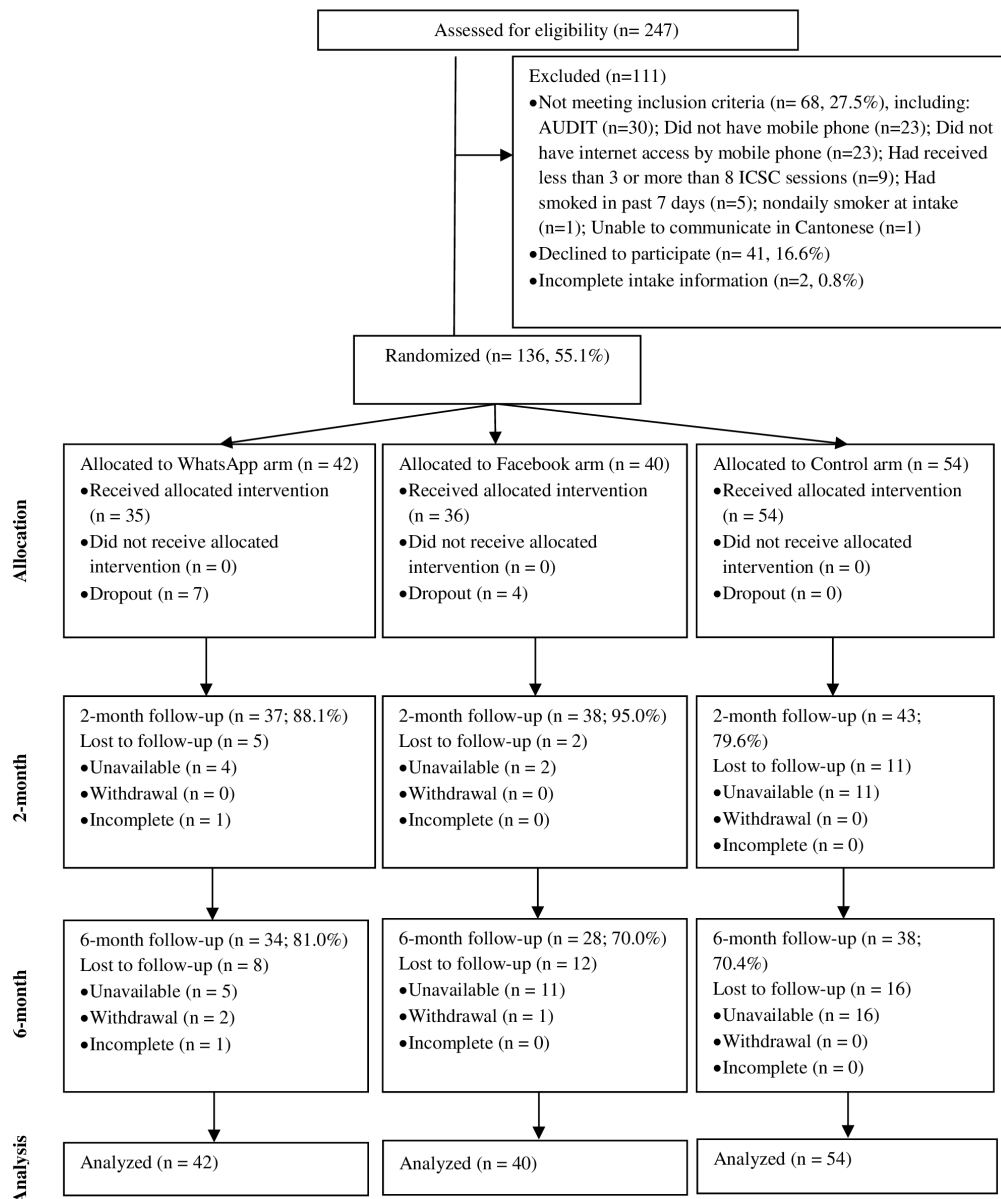 Assessed for eligibility (n= 247)
Excluded (n=111)
•Not meeting inclusion criteria (n= 68, 27.5%), including:
AUDIT (n=30); Did not have mobile phone (n=23); Did
not have internet access by mobile phone (n=23); Had
received less than 3 or more than 8 ICSC sessions (n=9); Had
smoked in past 7 days (n=5); nondaily smoker at intake
(n=1); Unable to communicate in Cantonese (n=1)
•Declined to participate (n= 41, 16.6%)
•Incomplete intake information (n=2, 0.8%)
Randomized (n= 136, 55.1%)
Allocation
Allocated to WhatsApp arm (n = 42)
•Received allocated intervention
(n = 35)
•Did not receive allocated
intervention (n = 0)
•Dropout (n = 7)
Allocated to Facebook arm (n = 40)
•Received allocated intervention
(n = 36)
•Did not receive allocated
intervention (n = 0)
•Dropout (n = 4)
Allocated to Control arm (n = 54)
•Received allocated intervention
(n = 54)
•Did not receive allocated
intervention (n = 0)
•Dropout (n = 0)
2-month
2-month follow-up (n = 37; 88.1%)
Lost to follow-up (n = 5)
•Unavailable (n = 4)
•Withdrawal (n = 0)
•Incomplete (n = 1)
2-month follow-up (n = 38; 95.0%)
Lost to follow-up (n = 2)
•Unavailable (n = 2)
•Withdrawal (n = 0)
•Incomplete (n = 0)
2-month follow-up (n = 43;
79.6%)
Lost to follow-up (n = 11)
•Unavailable (n = 11)
•Withdrawal (n = 0)
•Incomplete (n = 0)
6-month
6-month follow-up (n = 34; 81.0%)
Lost to follow-up (n = 8)
•Unavailable (n = 5)
•Withdrawal (n = 2)
•Incomplete (n = 1)
6-month follow-up (n = 28; 70.0%)
Lost to follow-up (n = 12)
•Unavailable (n = 11)
•Withdrawal (n = 1)
•Incomplete (n = 0)
6-month follow-up (n = 38;
70.4%)
Lost to follow-up (n = 16)
•Unavailable (n = 16)
•Withdrawal (n = 0)
•Incomplete (n = 0)
Analysis
Analyzed (n = 42)
Analyzed (n = 40)
Analyzed (n = 54)